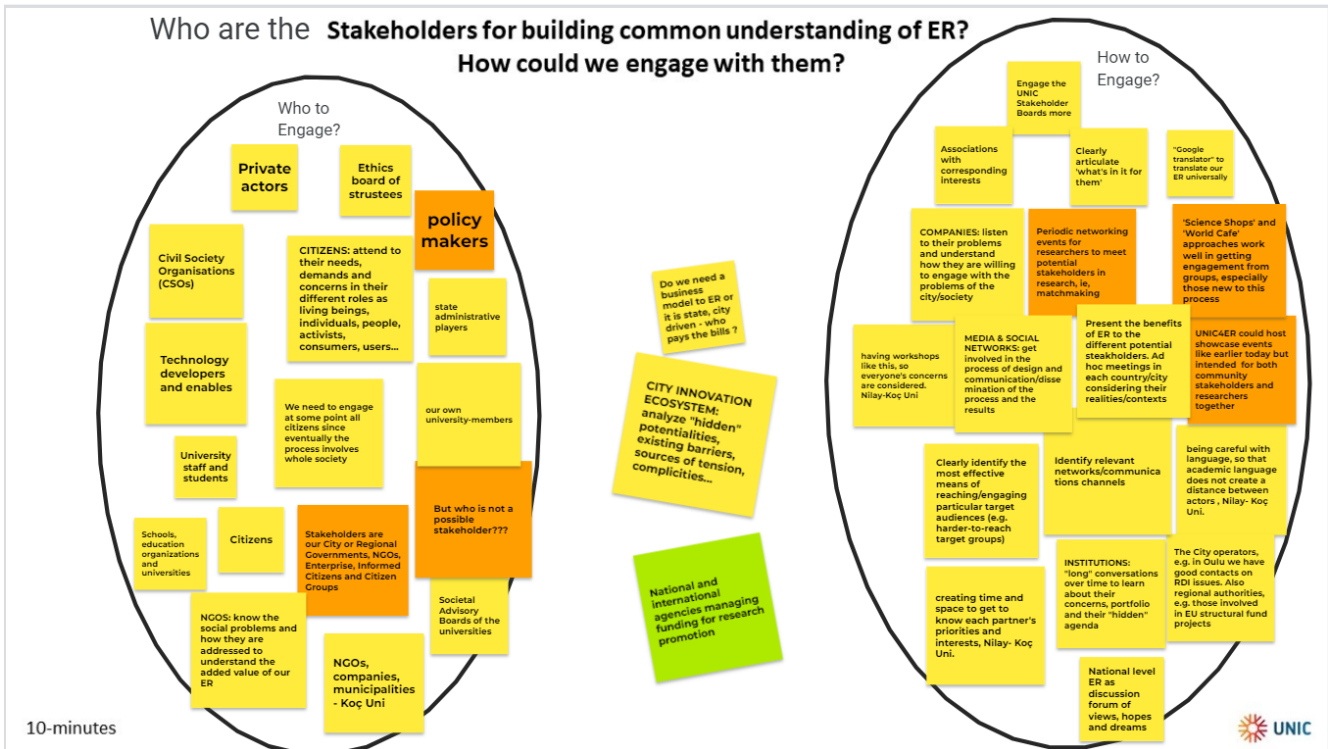 Who are the Stakeholders for building common understanding of ER?
How could we engage with them?
Who to
Engage?
Private
actors
Ethics
board of
strustees
policy
makers
Civil Society
Organisations
(CSOs)
CITIZENS: attend to
their needs,
demands and
concerns in their
different roles as
living beings,
individuals, people,
activists,
consumers, users...
state
administrative
players
Technology
developers
and enables
We need to engage
at some point all
citizens since
eventually the
process involves
whole society
our own
university-members
University
staff and
students
But who is not a
possible
stakeholder???
Schools,
education
organizations
and
universities
Citizens
Stakeholders are
our City or Regional
Governments, NGOs,
Enterprise, Informed
Citizens and Citizen
Groups
Societal
Advisory
Boards of the
universities
NGOS: know the
social problems and
how they are
addressed to
understand the
added value of our
ER
NGOs,
companies,
municipalities
- Koç Uni
Do we need a
business
model to ER or
it is state, city
driven - who
pays the bills ?
CITY INNOVATION
ECOSYSTEM:
analyze "hidden"
potentialities,
existing barriers,
sources of tension,
complicities...
National and
international
agencies managing
funding for research
promotion
How to
Engage?
Engage the
UNIC
Stakeholder
Boards more
Associations
with
corresponding
interests
Clearly
articulate
'what's in it for
them'
"Google
translator" to
translate our
ER universally
COMPANIES: listen
to their problems
and understand
how they are willing
to engage with the
problems of the
city/society
Periodic networking
events for
researchers to meet
potential
stakeholders in
research, ie,
matchmaking
'Science Shops' and
'World Cafe'
approaches work
well in getting
engagement from
groups, especially
those new to this
process
having workshops
like this, so
everyone's concerns
are considered.
Nilay-Koç Uni
MEDIA & SOCIAL
NETWORKS: get
involved in the
process of design and
communication/disse
mination of the
process and the
results
Present the benefits
of ER to the
different potential
steakholders. Ad
hoc meetings in
each country/city
considering their
realities/contexts
UNIC4ER could host
showcase events
like earlier today but
intended for both
community
stakeholders and
researchers
together
Clearly identify the
most effective
means of
reaching/engaging
particular target
audiences (e.g.
harder-to-reach
target groups)
Identify relevant
networks/communica
tions channels
being careful with
language, so that
academic language
does not create a
distance between
actors , Nilay- Koç
Uni.
creating time and
space to get to
know each partner's
priorities and
interests, Nilay- Koç
Uni.
INSTITUTIONS:
"long" conversations
over time to learn
about their
concerns, portfolio
and their "hidden"
agenda
The City operators,
e.g. in Oulu we have
good contacts on
RDI issues. Also
regional authorities,
e.g. those involved
in EU structural fund
projects
National level
ER as
discussion
forum of
views, hopes
and dreams
10-minutes
UNIC